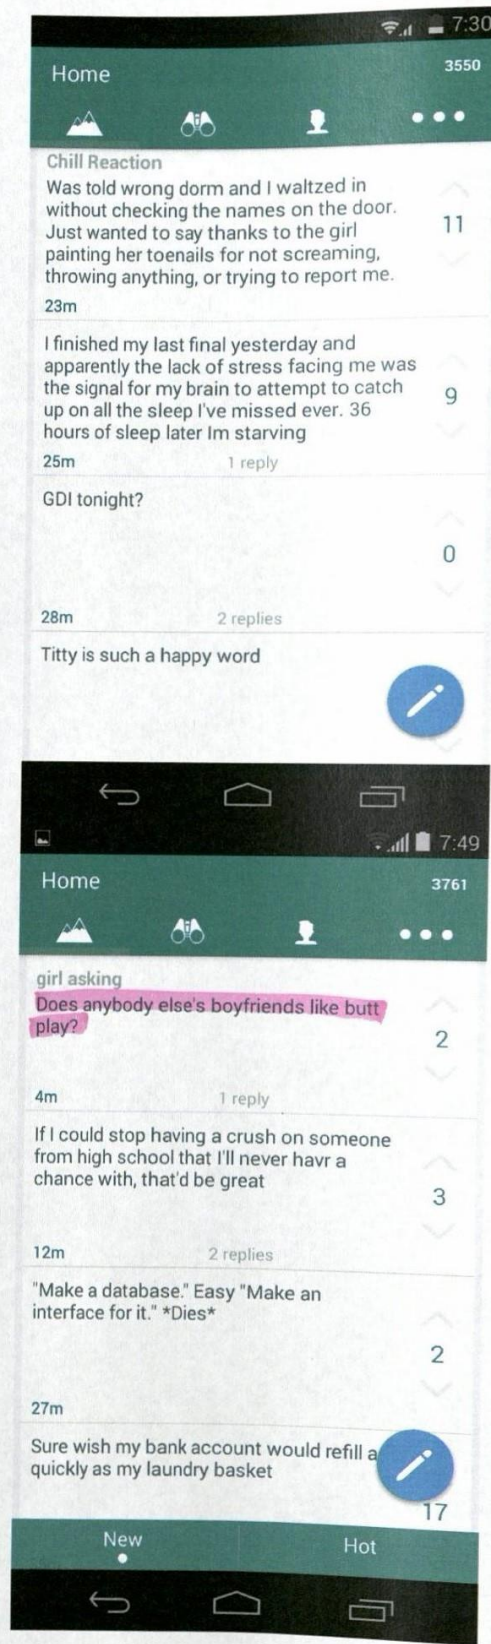 7:30
Home
3550
Chill Reaction
Was told wrong dorm and I waltzed in
without checking the names on the door.
Just wanted to say thanks to the girl
painting her toenails for not screaming,
throwing anything, or trying to report me.
11
23m
I finished my last final yesterday and
apparently the lack of stress facing me was
the signal for my brain to attempt to catch
up on all the sleep I've missed ever. 36
hours of sleep later Im starving
9
25m 1 reply
GDI tonight?
0
28m 2 replies
Titty is such a happy word
7:49
Home
3761
girl asking
Does anybody else's boyfriends like butt
play?
2
4m 1 reply
If I could stop having a crush on someone
from high school that I'll never havr a
chance with, that'd be great
3
12m 2 replies
"Make a database." Easy "Make an
interface for it." *Dies*
2
27m
Sure wish my bank account would refill a
quickly as my laundry basket
17
New Hot